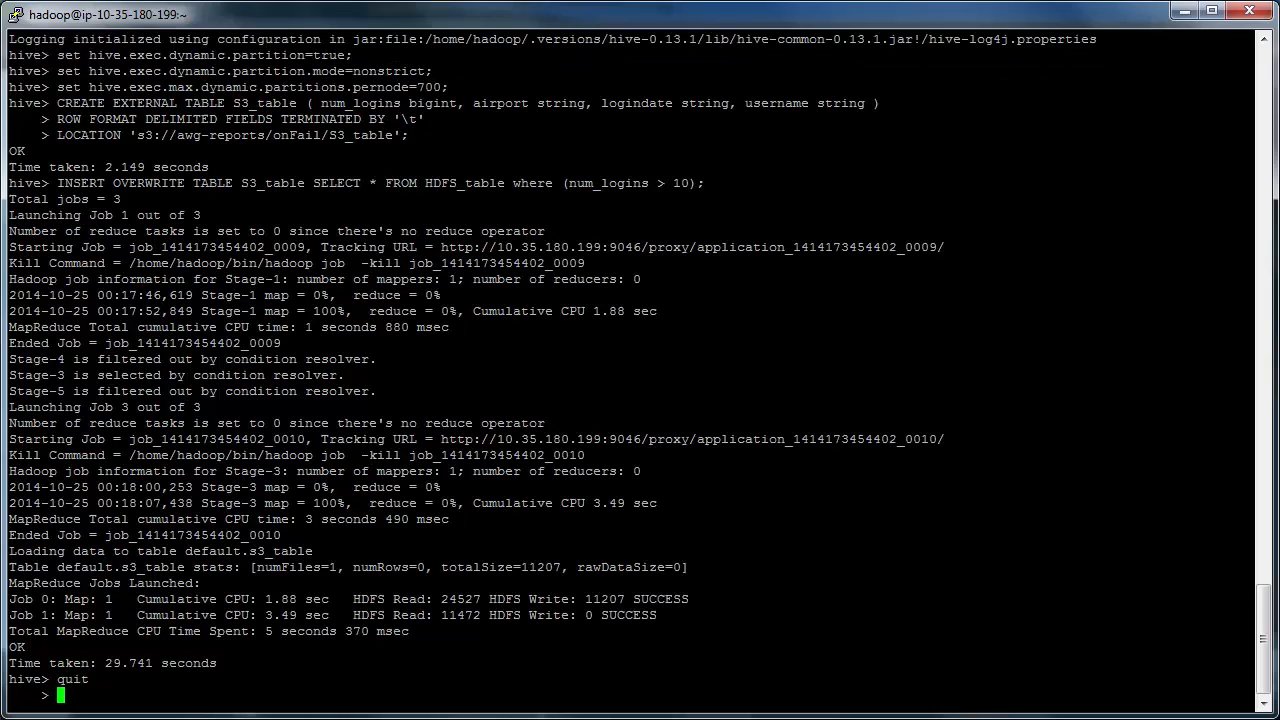 hadoop@ip-10-35-180-199:~
Logging initialized using configuration in jar:file:/home/hadoop/.versions/hive-0.13.1/lib/hive-common-0.13.1.jar!/hive-log4j.properties
hive> set hive.exec.dynamic.partition=true;
hive> set hive.exec.dynamic.partition.mode=nonstrict;
hive> set hive.exec.max.dynamic.partitions.pernode=700;
hive> CREATE EXTERNAL TABLE S3_table ( num_logins bigint, airport string, logindate string, username string )
    > ROW FORMAT DELIMITED FIELDS TERMINATED BY '\t'
    > LOCATION 's3://awg-reports/onFail/S3_table';
OK
Time taken: 2.149 seconds
hive> INSERT OVERWRITE TABLE S3_table SELECT * FROM HDFS_table where (num_logins > 10);
Total jobs = 3
Launching Job 1 out of 3
Number of reduce tasks is set to 0 since there's no reduce operator
Starting Job = job_1414173454402_0009, Tracking URL = http://10.35.180.199:9046/proxy/application_1414173454402_0009/
Kill Command = /home/hadoop/bin/hadoop job  -kill job_1414173454402_0009
Hadoop job information for Stage-1: number of mappers: 1; number of reducers: 0
2014-10-25 00:17:46,619 Stage-1 map = 0%,  reduce = 0%
2014-10-25 00:17:52,849 Stage-1 map = 100%,  reduce = 0%, Cumulative CPU 1.88 sec
MapReduce Total cumulative CPU time: 1 seconds 880 msec
Ended Job = job_1414173454402_0009
Stage-4 is filtered out by condition resolver.
Stage-3 is selected by condition resolver.
Stage-5 is filtered out by condition resolver.
Launching Job 3 out of 3
Number of reduce tasks is set to 0 since there's no reduce operator
Starting Job = job_1414173454402_0010, Tracking URL = http://10.35.180.199:9046/proxy/application_1414173454402_0010/
Kill Command = /home/hadoop/bin/hadoop job  -kill job_1414173454402_0010
Hadoop job information for Stage-3: number of mappers: 1; number of reducers: 0
2014-10-25 00:18:00,253 Stage-3 map = 0%,  reduce = 0%
2014-10-25 00:18:07,438 Stage-3 map = 100%,  reduce = 0%, Cumulative CPU 3.49 sec
MapReduce Total cumulative CPU time: 3 seconds 490 msec
Ended Job = job_1414173454402_0010
Loading data to table default.s3_table
Table default.s3_table stats: [numFiles=1, numRows=0, totalSize=11207, rawDataSize=0]
MapReduce Jobs Launched:
Job 0: Map: 1   Cumulative CPU: 1.88 sec   HDFS Read: 24527 HDFS Write: 11207 SUCCESS
Job 1: Map: 1   Cumulative CPU: 3.49 sec   HDFS Read: 11472 HDFS Write: 0 SUCCESS
Total MapReduce CPU Time Spent: 5 seconds 370 msec
OK
Time taken: 29.741 seconds
hive> quit
    >